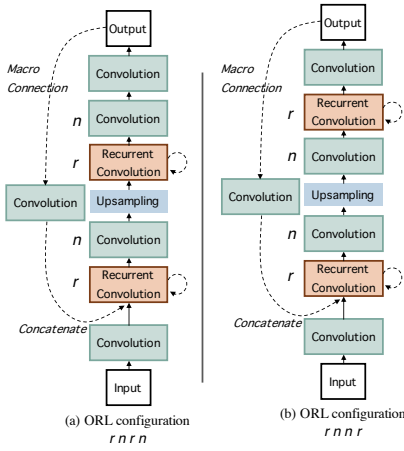 Output
Macro
Connection
Convolution
n
Convolution
r
Recurrent
Convolution
Convolution
Upsampling
n
Convolution
r
Recurrent
Convolution
Concatenate
Convolution
Input
(a) ORL configuration
r n r n
Output
Macro
Connection
Convolution
r
Recurrent
Convolution
n
Convolution
Convolution
Upsampling
n
Convolution
r
Recurrent
Convolution
Concatenate
Convolution
Input
(b) ORL configuration
r n n r